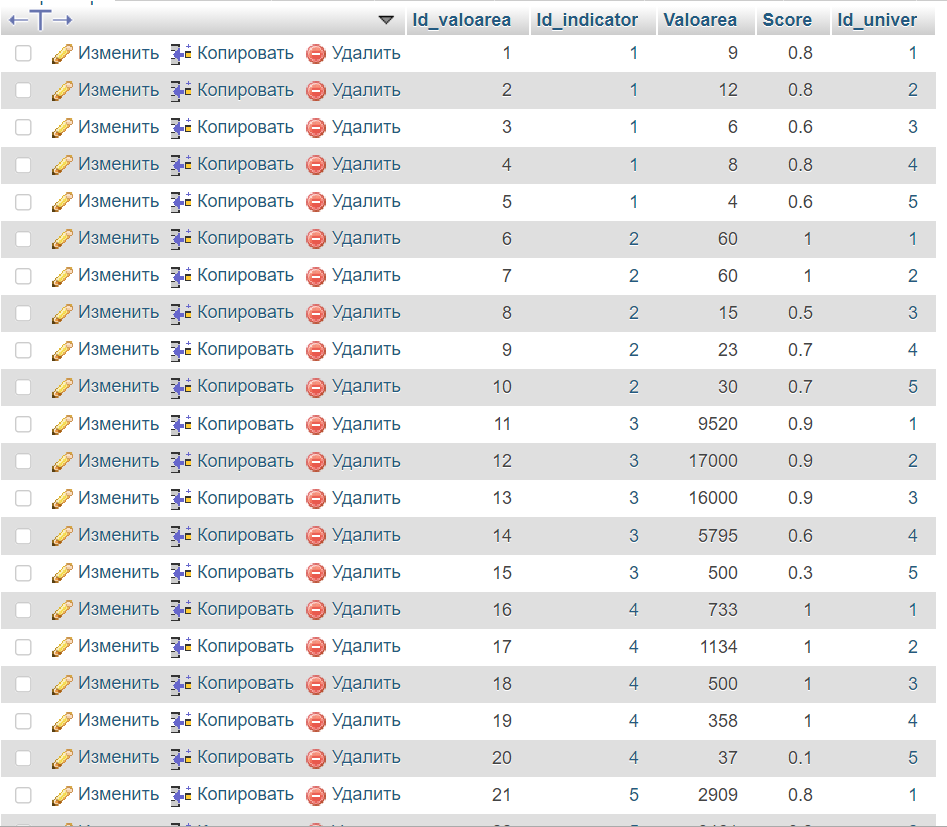 Id_valoarea Id_indicator Valoarea Score Id_univer
Изменить Копировать Удалить 1 1 9 0.8 1
Изменить Копировать Удалить 2 1 12 0.8 2
Изменить Копировать Удалить 3 1 6 0.6 3
Изменить Копировать Удалить 4 1 8 0.8 4
Изменить Копировать Удалить 5 1 4 0.6 5
Изменить Копировать Удалить 6 2 60 1 1
Изменить Копировать Удалить 7 2 60 1 2
Изменить Копировать Удалить 8 2 15 0.5 3
Изменить Копировать Удалить 9 2 23 0.7 4
Изменить Копировать Удалить 10 2 30 0.7 5
Изменить Копировать Удалить 11 3 9520 0.9 1
Изменить Копировать Удалить 12 3 17000 0.9 2
Изменить Копировать Удалить 13 3 16000 0.9 3
Изменить Копировать Удалить 14 3 5795 0.6 4
Изменить Копировать Удалить 15 3 500 0.3 5
Изменить Копировать Удалить 16 4 733 1 1
Изменить Копировать Удалить 17 4 1134 1 2
Изменить Копировать Удалить 18 4 500 1 3
Изменить Копировать Удалить 19 4 358 1 4
Изменить Копировать Удалить 20 4 37 0.1 5
Изменить Копировать Удалить 21 5 2909 0.8 1